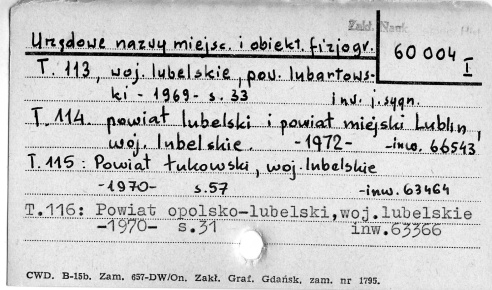 Zakł. Nauk
Urzędowe nazwy miejsc. i obiekt. fizjogr.
60 004
I
T. 113, woj. lubelskie, pow. lubartows-
ki - 1969 - s. 33 inw. j. sygn.
T. 114. powiat lubelski i powiat miejski Lublin,
woj. lubelskie. -1972- -inw. 66543
T. 115: Powiat łukowski, woj. lubelskie
-1970- s. 57 -inw. 63464
T.116: Powiat opolsko-lubelski,woj.lubelskie
-1970- s.31 inw.63366
CWD. B-15b. Zam. 657-DW/On. Zakł. Graf. Gdańsk, zam. nr 1795.